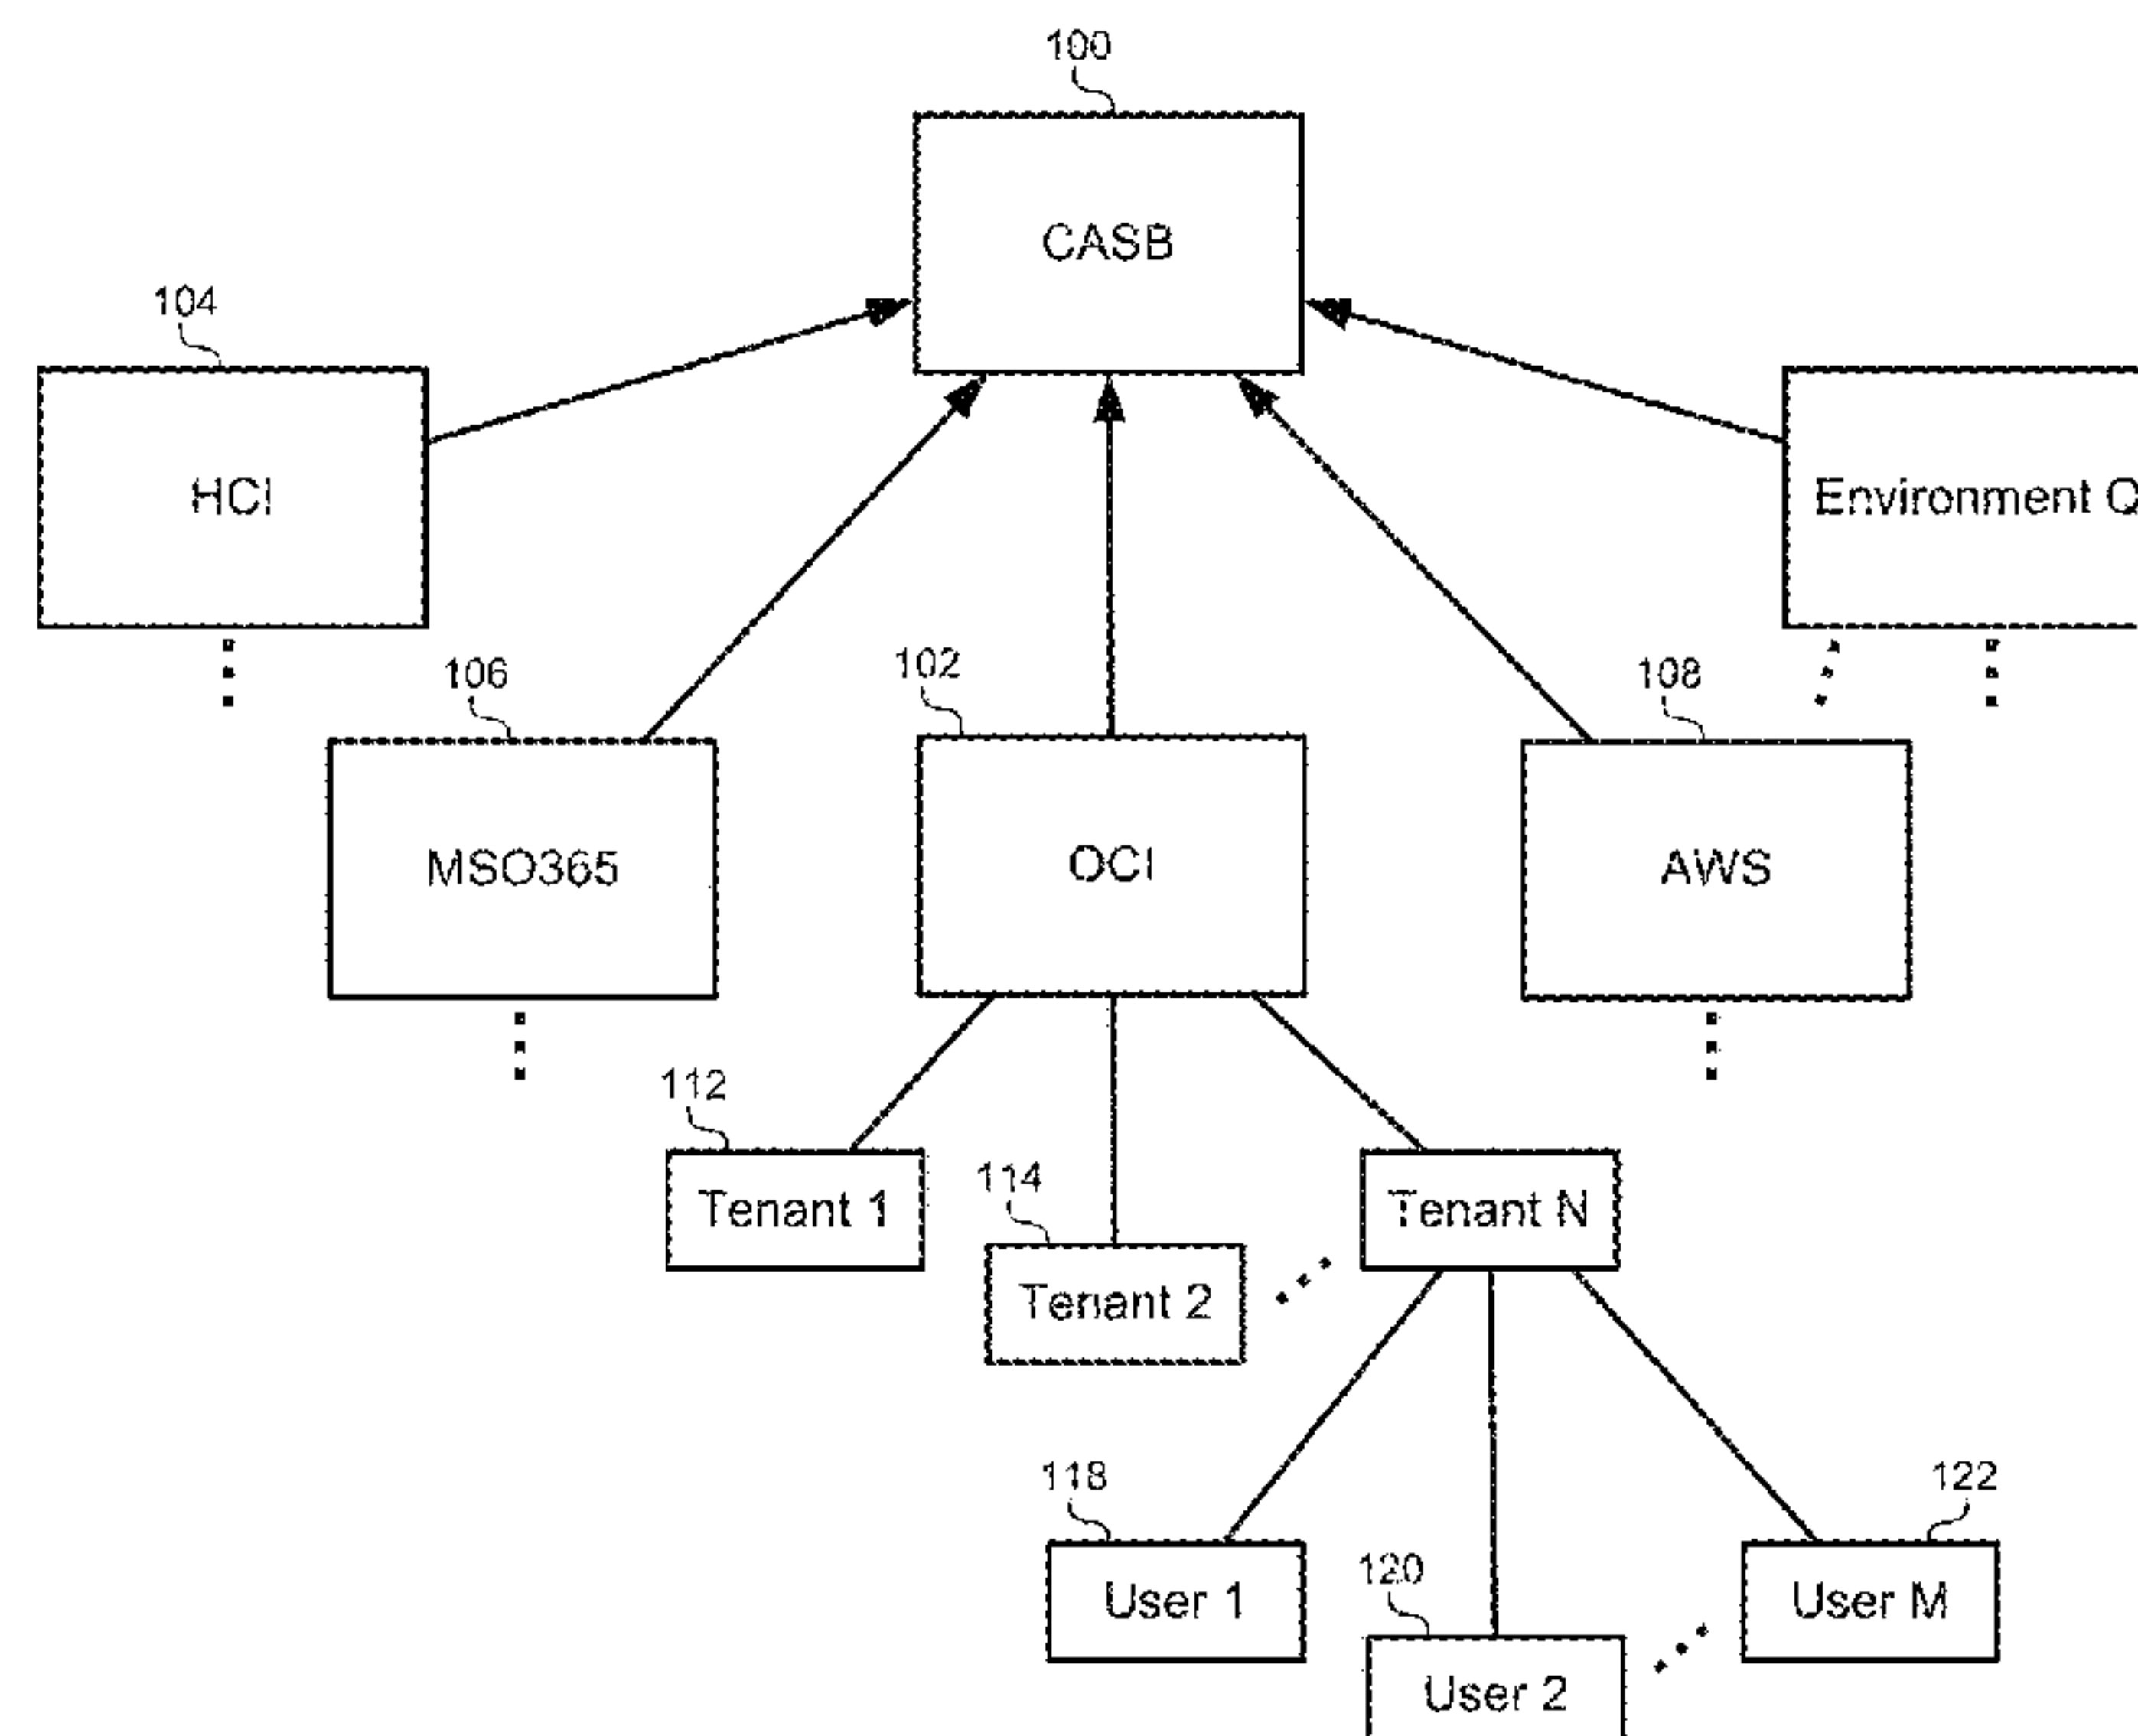 100
CASB
104
HCI
Environment Q
106
MSO365
102
OCI
108
AWS
112
Tenant 1
114
Tenant 2
Tenant N
118
User 1
120
User 2
122
User M